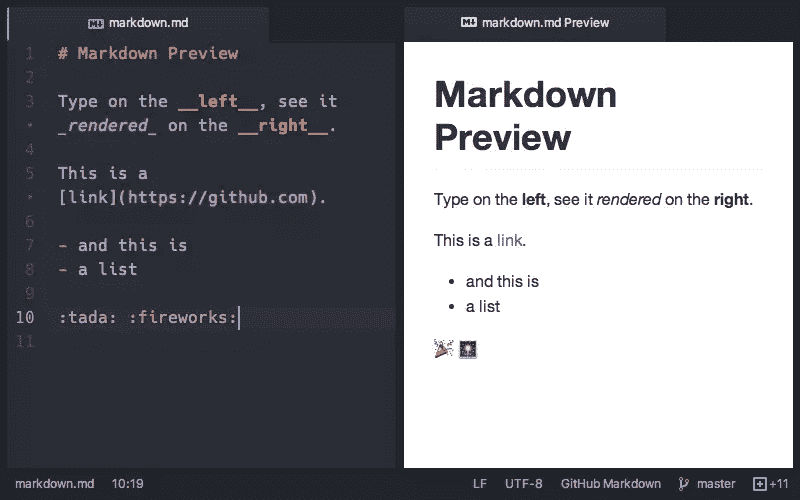 markdown.md
markdown.md Preview
1 # Markdown Preview
2
3 Type on the __left__, see it
• _rendered_ on the __right__.
4
5 This is a
• [link](https://github.com).
6
7 - and this is
8 - a list
9
10 :tada: :fireworks:
11
Markdown
Preview
Type on the left, see it rendered on the right.
This is a link.
• and this is
• a list
🎉 🎆
markdown.md 10:19
LF UTF-8 GitHub Markdown master +11